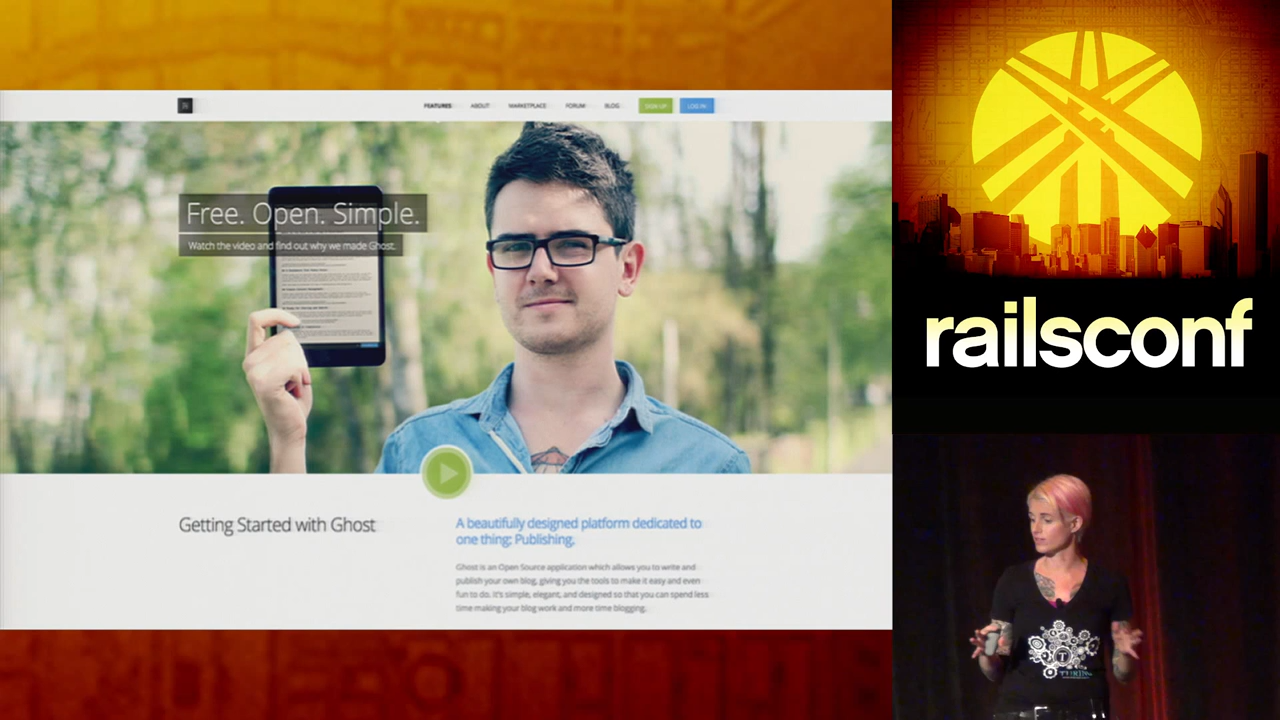 FEATURES ABOUT MARKETPLACE FORUM BLOG SIGN UP LOG IN
Free. Open. Simple.
Watch the video and find out why we made Ghost.
Getting Started with Ghost
A beautifully designed platform dedicated to
one thing: Publishing.
Ghost is an Open Source application which allows you to write and
publish your own blog, giving you the tools to make it easy and even
fun to do. It's simple, elegant, and designed so that you can spend less
time making your blog work and more time blogging.
railsconf
T